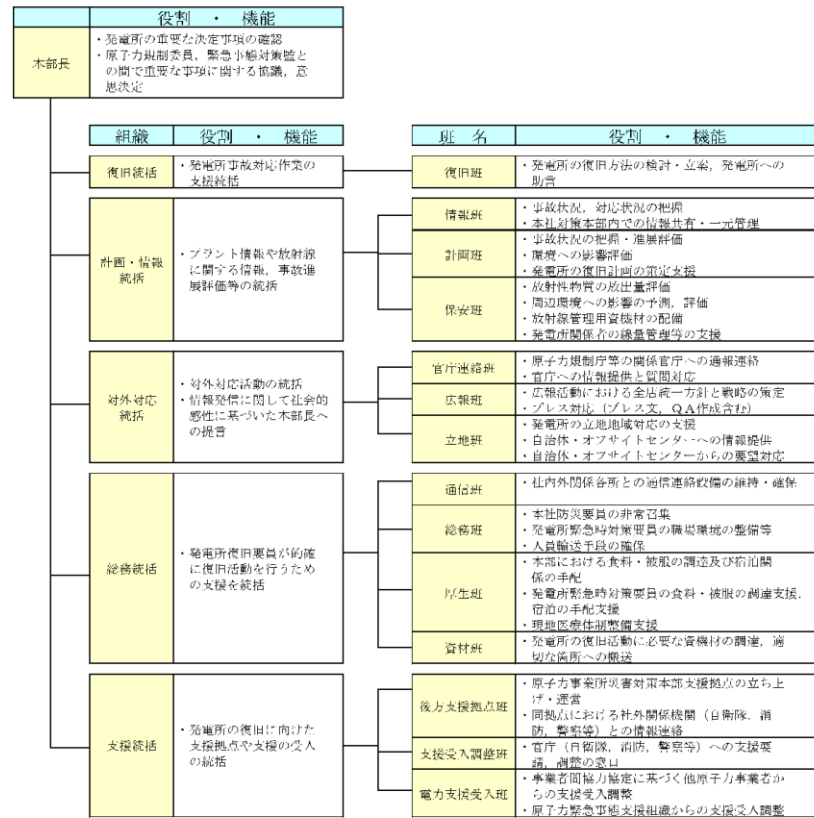 役割 ・ 機能
本部長
・発電所の重要な決定事項の確認
・原子力規制委員，緊急事態対策監と
の間で重要な事項に関する協議，意
思決定
組織
役割 ・ 機能
班 名
役割 ・ 機能
復旧統括
・発電所事故対応作業の
支援統括
復旧班
・発電所の復旧方法の検討・立案，発電所への
助言
計画・情報
統括
・プラント情報や放射線
に関する情報，事故進
展評価等の統括
情報班
・事故状況，対応状況の把握
・本社対策本部内での情報共有・一元管理
計画班
・事故状況の把握・進展評価
・環境への影響評価
・発電所の復旧計画の策定支援
保安班
・放射性物質の放出量評価
・周辺環境への影響の予測，評価
・放射線管理用資機材の配備
・発電所関係者の線量管理等の支援
対外対応
統括
・対外対応活動の統括
・情報発信に関して社会的
感性に基づいた本部長へ
の提言
官庁連絡班
・原子力規制庁等の関係官庁への通報連絡
・官庁への情報提供と質問対応
広報班
・広報活動における全店統一方針と戦略の策定
・プレス対応（プレス文，ＱＡ作成含む）
立地班
・発電所の立地地域対応の支援
・自治体・オフサイトセンターへの情報提供
・自治体・オフサイトセンターからの要望対応
総務統括
・発電所復旧要員が的確
に復旧活動を行うため
の支援を統括
通信班
・社内外関係各所との通信連絡設備の維持・確保
総務班
・本社防災要員の非常召集
・発電所緊急時対策要員の職場環境の整備等
・人員輸送手段の確保
厚生班
・本部における食料・被服の調達及び宿泊関
係の手配
・発電所緊急時対策要員の食料・被服の調達支援，
宿泊の手配支援
・現地医療体制整備支援
資材班
・発電所の復旧活動に必要な資機材の調達，適
切な箇所への搬送
支援統括
・発電所の復旧に向けた
支援拠点や支援の受入
の統括
後方支援拠点班
・原子力事業所災害対策本部支援拠点の立ち上
げ・運営
・同拠点における社外関係機関（自衛隊，消
防，警察等）との情報連絡
支援受入調整班
・官庁（自衛隊，消防，警察等）への支援要
請，調整の窓口
電力支援受入班
・事業者間協力協定に基づく他原子力事業者か
らの支援受入調整
・原子力緊急事態支援組織からの支援受入調整